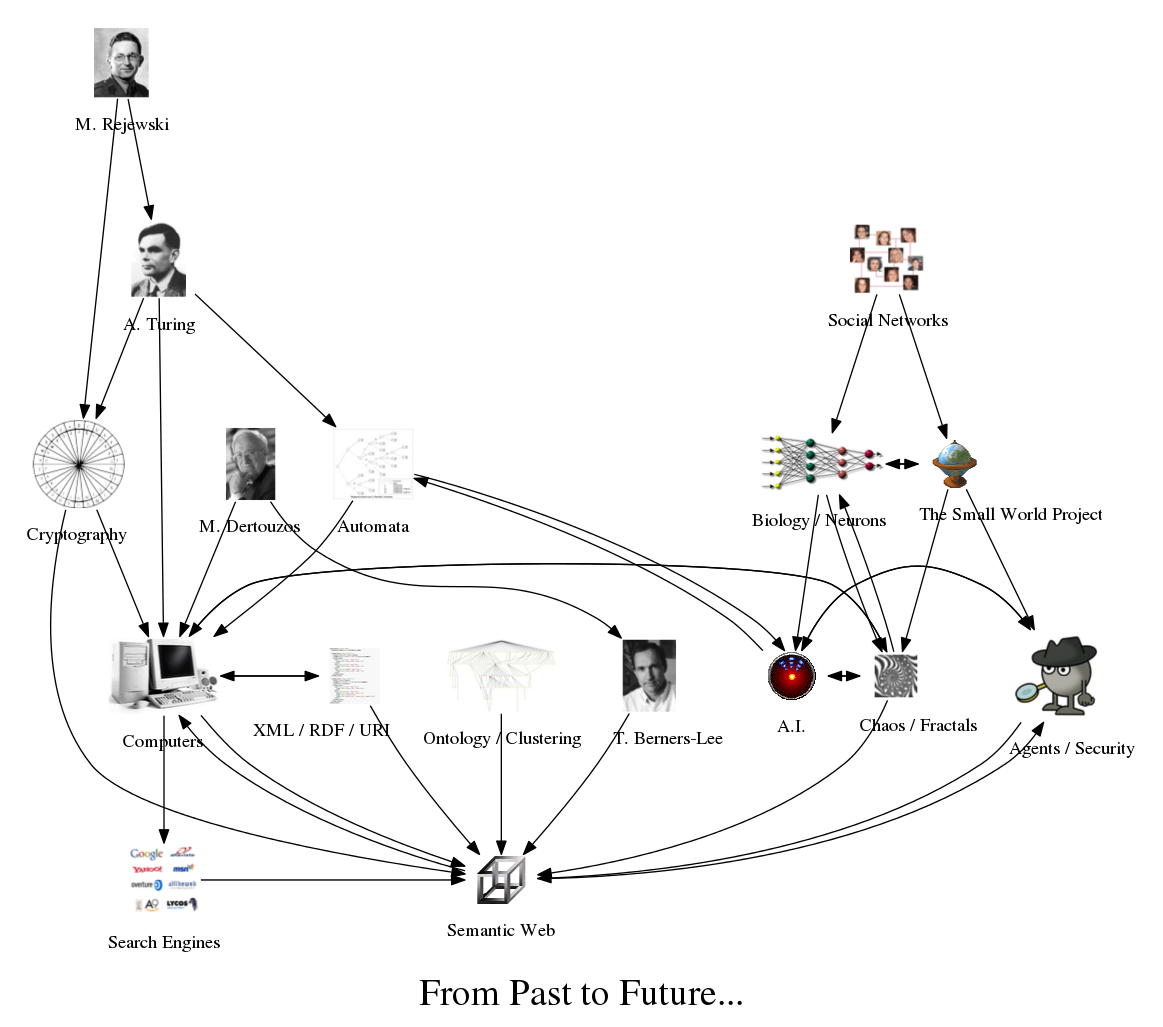 M. Rejewski
A. Turing
Social Networks
Cryptography
M. Dertouzos
Automata
Biology / Neurons
The Small World Project
Computers
XML / RDF / URI
Ontology / Clustering
T. Berners-Lee
A.I.
Chaos / Fractals
Agents / Security
Google
YAHOO!
msn
overture
alltheweb
A9
LYCOS
Search Engines
Semantic Web
From Past to Future...